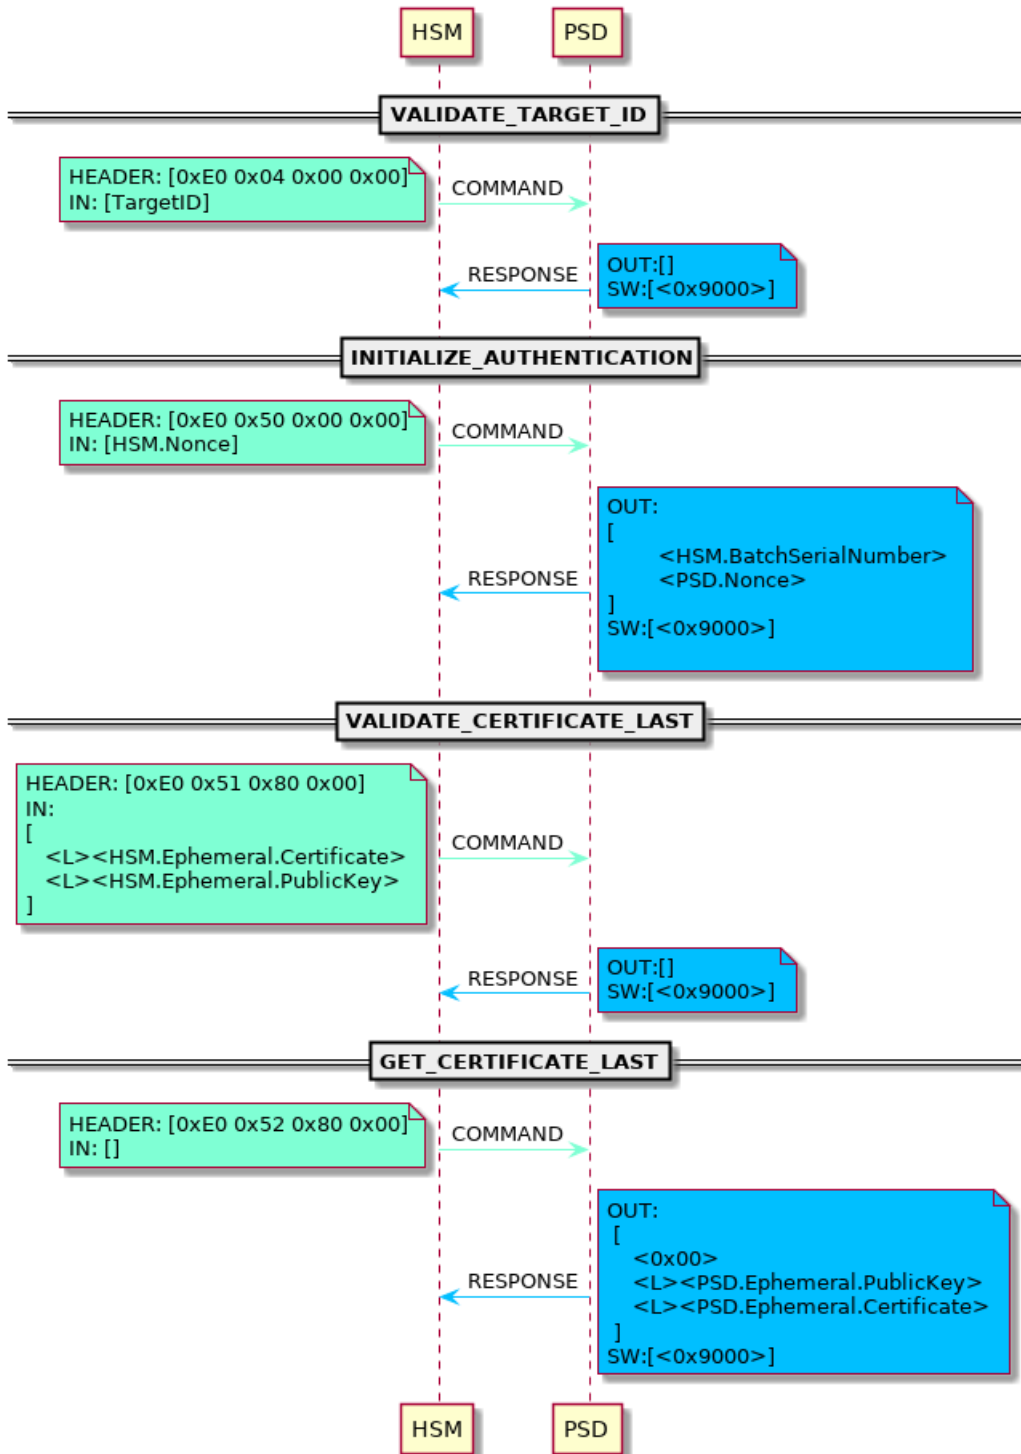 HSM PSD
VALIDATE_TARGET_ID
HEADER: [0xE0 0x04 0x00 0x00]
IN: [TargetID]
COMMAND
RESPONSE
OUT:[]
SW:[<0x9000>]
INITIALIZE_AUTHENTICATION
HEADER: [0xE0 0x50 0x00 0x00]
IN: [HSM.Nonce]
COMMAND
RESPONSE
OUT:
[
<HSM.BatchSerialNumber>
<PSD.Nonce>
]
SW:[<0x9000>]
VALIDATE_CERTIFICATE_LAST
HEADER: [0xE0 0x51 0x80 0x00]
IN:
[
<L><HSM.Ephemeral.Certificate>
<L><HSM.Ephemeral.PublicKey>
]
COMMAND
RESPONSE
OUT:[]
SW:[<0x9000>]
GET_CERTIFICATE_LAST
HEADER: [0xE0 0x52 0x80 0x00]
IN: []
COMMAND
RESPONSE
OUT:
[
<0x00>
<L><PSD.Ephemeral.PublicKey>
<L><PSD.Ephemeral.Certificate>
]
SW:[<0x9000>]
HSM PSD